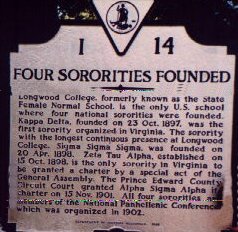 I 14
FOUR SORORITIES FOUNDED
Longwood College, formerly known as the State
Female Normal School, is the only U.S. school
where four national sororities were founded.
Kappa Delta, founded on 23 Oct. 1897, was the
first sorority organized in Virginia. The sorority
with the longest continuous presence at Longwood
College, Sigma Sigma Sigma, was founded on
20 Apr. 1898. Zeta Tau Alpha, established on
15 Oct. 1898, is the only sorority in Virginia to
be granted a charter by a special act of the
General Assembly. The Prince Edward County
Circuit Court granted Alpha Sigma Alpha its
charter on 15 Nov. 1901. All four sororities are
members of the National Panhellenic Conference
which was organized in 1902.